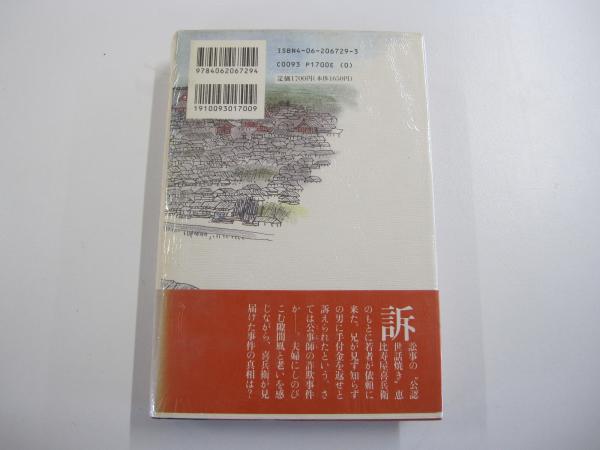 ISBN4-06-206729-3
C0093 P1700E (0)
定価1700円(本体1650円)
9784062067294
1910093017009
訴訟事の“公認
世話焼き”恵
比寿屋喜兵衛
のもとに若者が依頼に
来た。兄が見ず知らず
の男に手付金を返せと
訴えられたという。さ
ては公事師の詐欺事件
か――。夫婦にしのび
こむ隙間風と老いを感
じながら、喜兵衛が見
届けた事件の真相は?